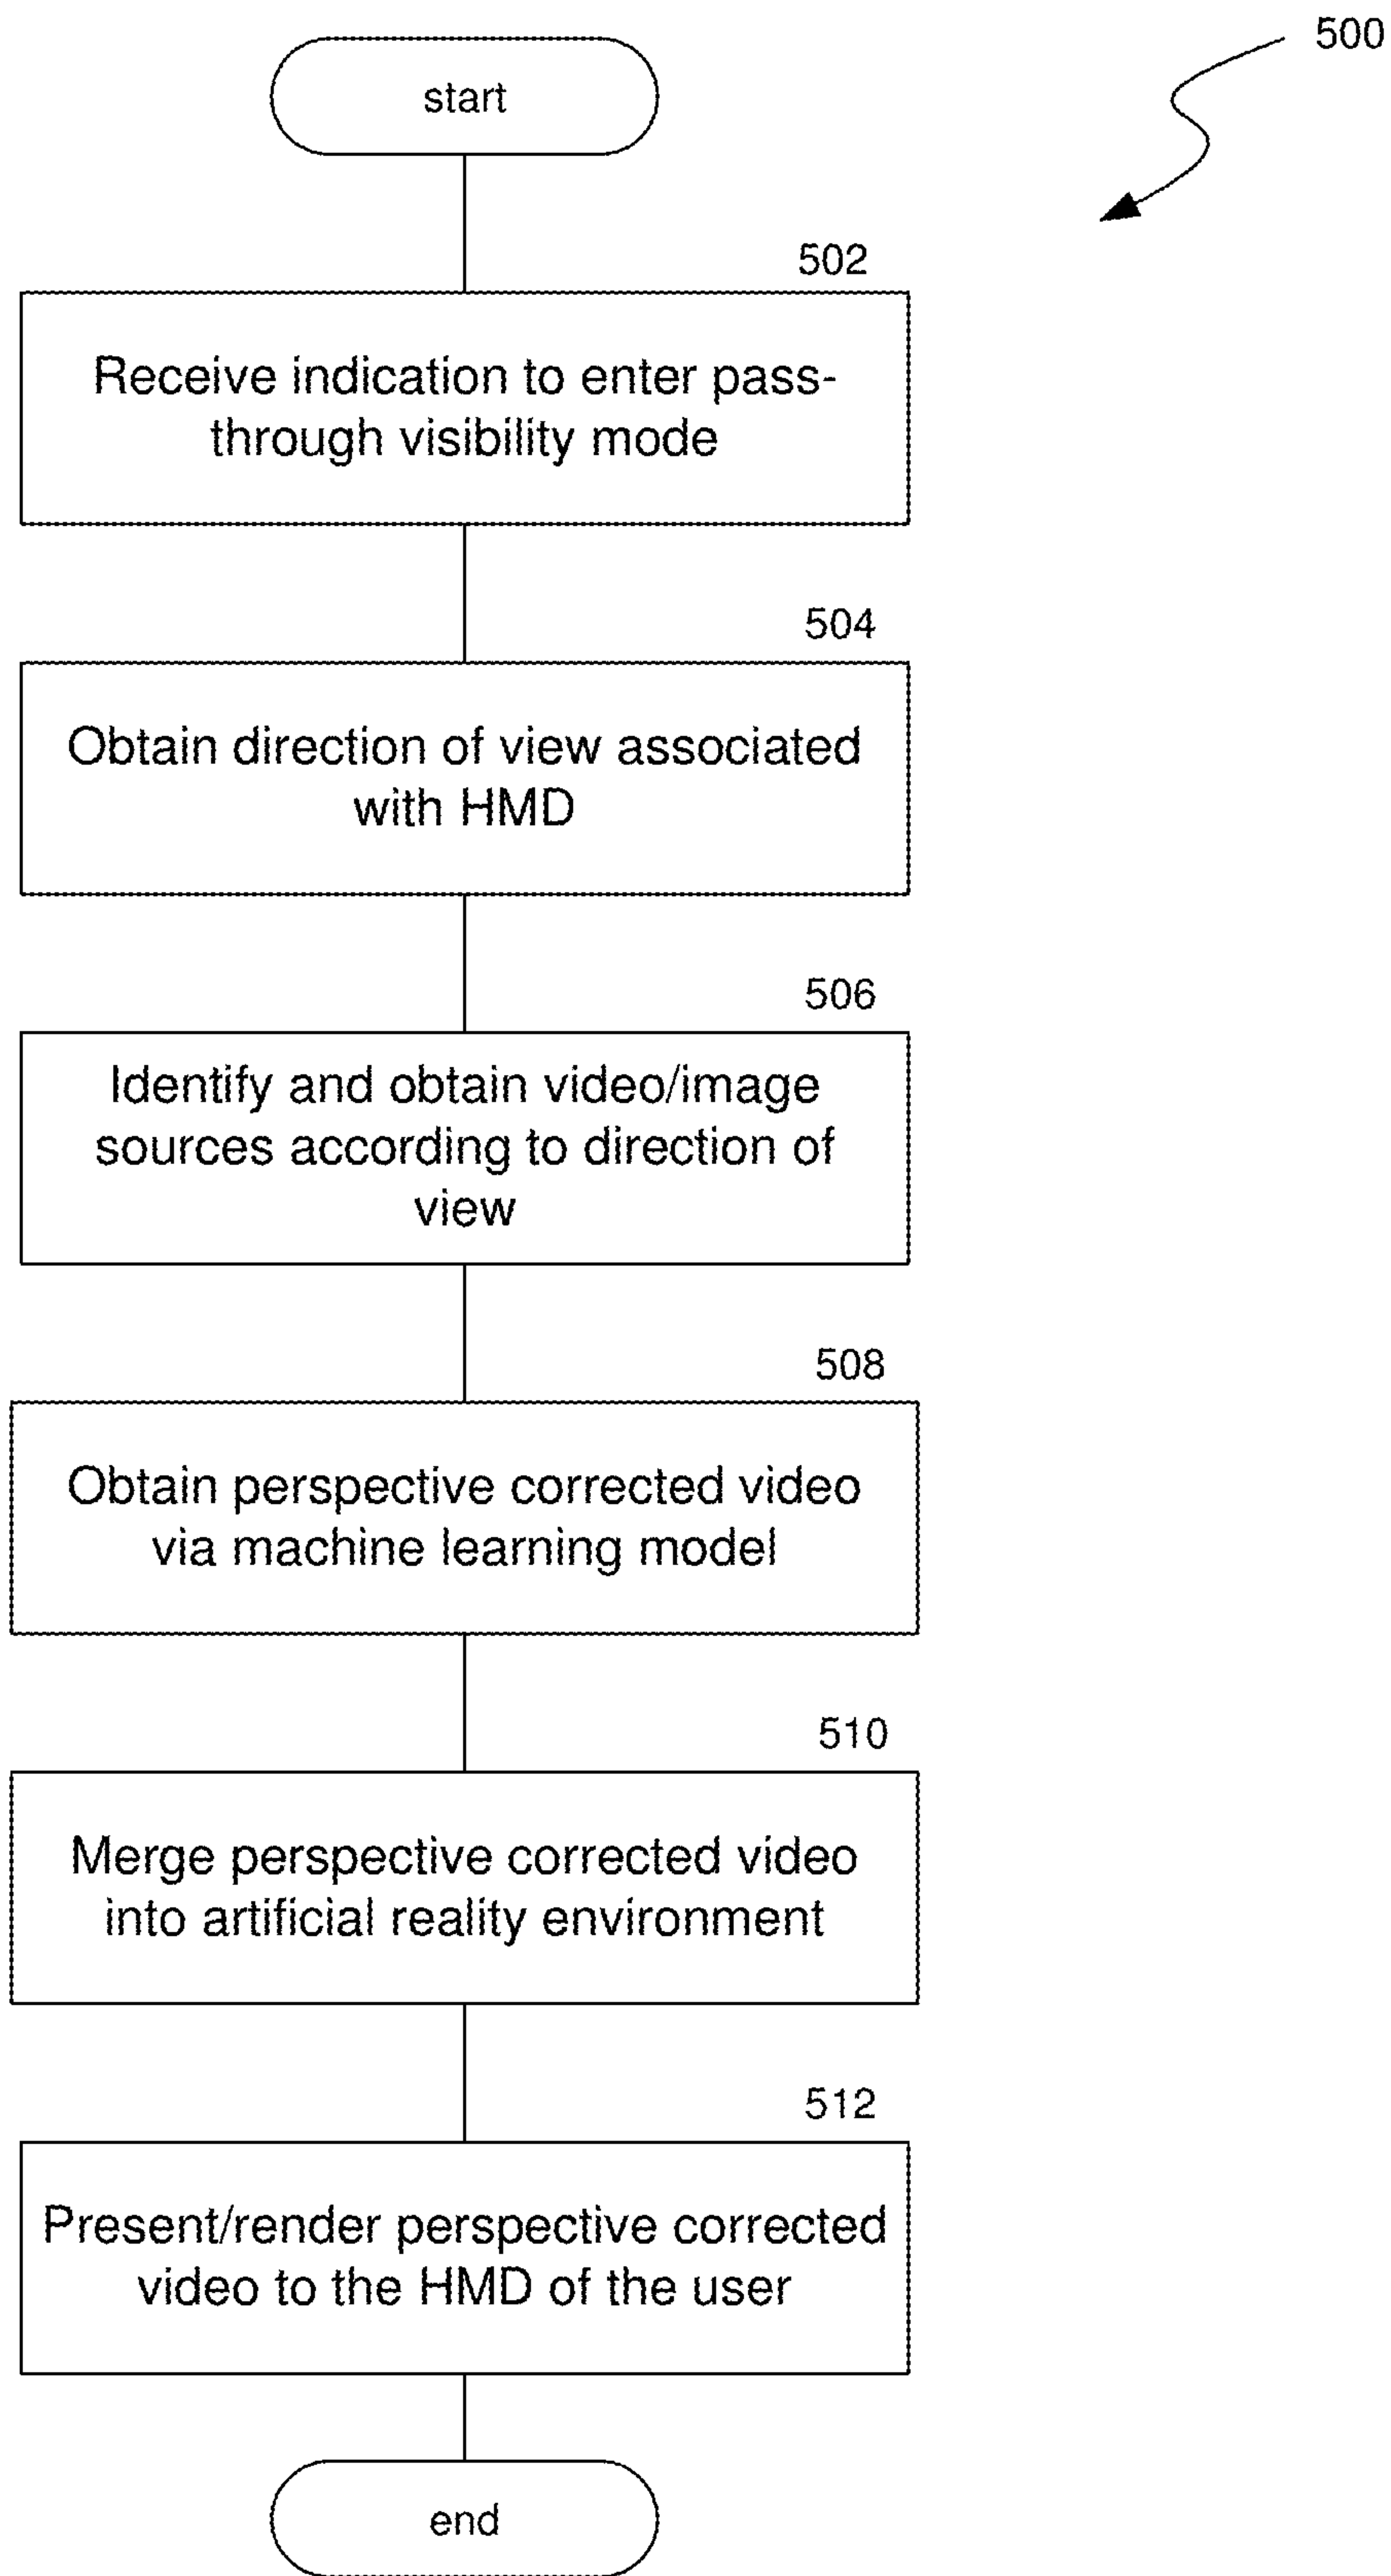 500
start
502
Receive indication to enter pass-
through visibility mode
504
Obtain direction of view associated
with HMD
506
Identify and obtain video/image
sources according to direction of
view
508
Obtain perspective corrected video
via machine learning model
510
Merge perspective corrected video
into artificial reality environment
512
Present/render perspective corrected
video to the HMD of the user
end